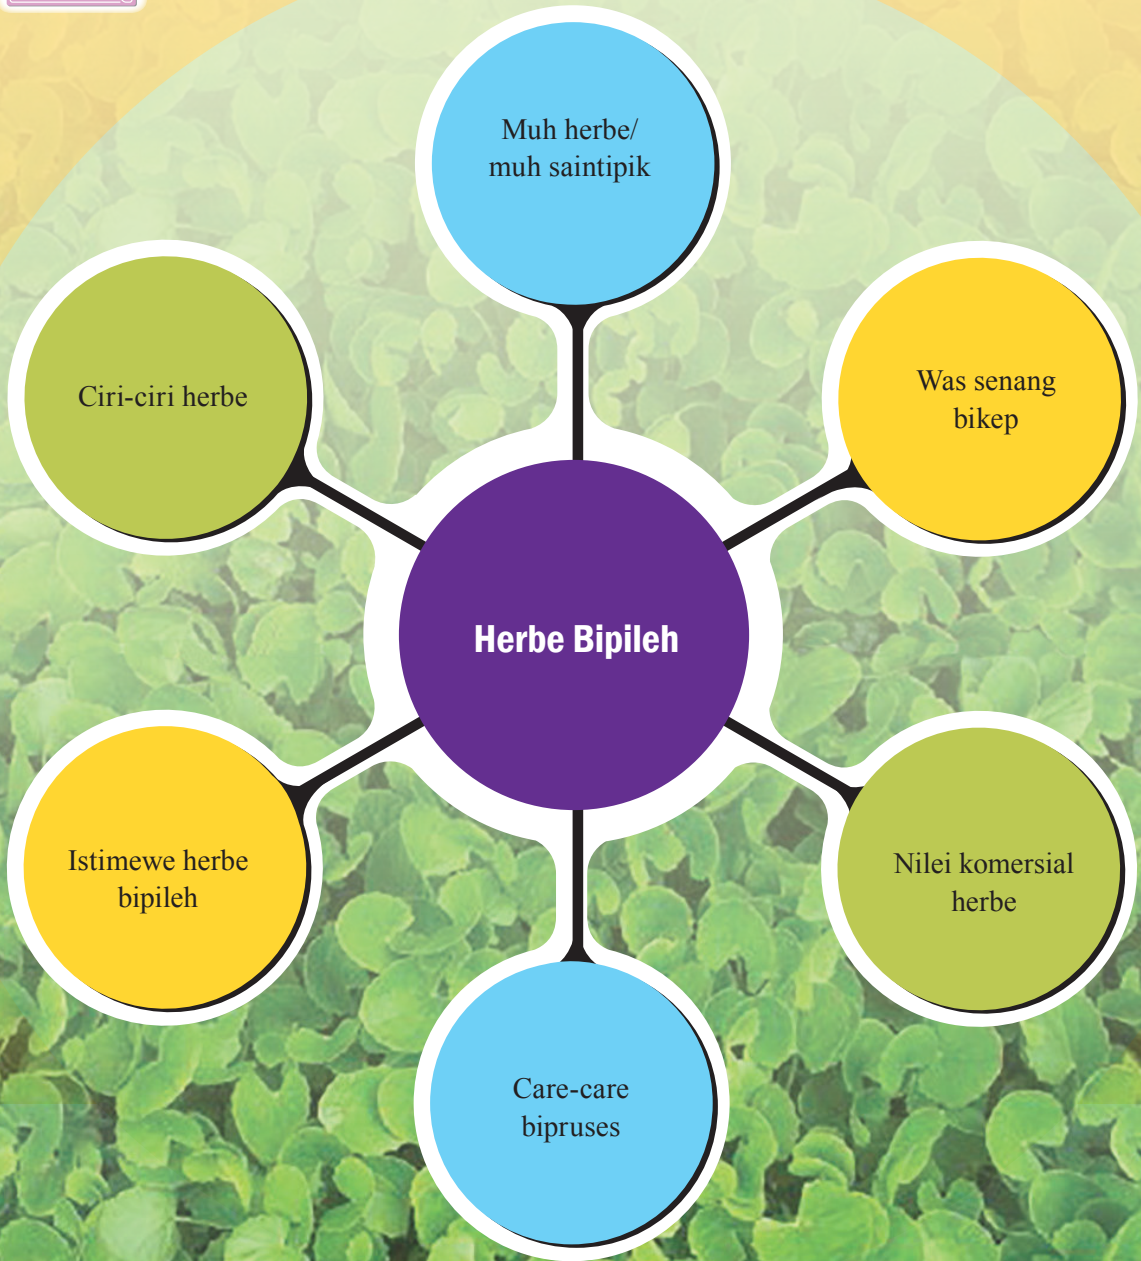 Muh herbe/
muh saintipik
Was senang
bikep
Ciri-ciri herbe
Herbe Bipileh
Istimewe herbe
bipileh
Nilei komersial
herbe
Care-care
bipruses